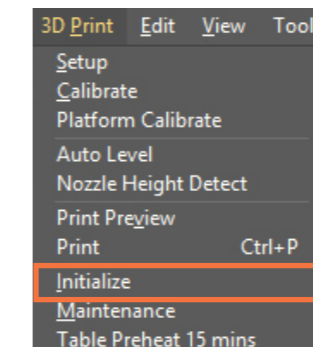 3D Print Edit View Tool
Setup
Calibrate
Platform Calibrate
Auto Level
Nozzle Height Detect
Print Preview
Print Ctrl+P
Initialize
Maintenance
Table Preheat 15 mins